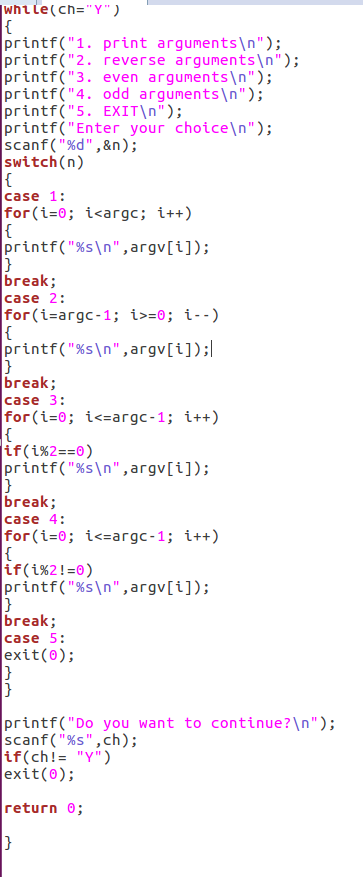 while(ch="Y")
{
printf("1. print arguments\n");
printf("2. reverse arguments\n");
printf("3. even arguments\n");
printf("4. odd arguments\n");
printf("5. EXIT\n");
printf("Enter your choice\n");
scanf("%d",&n);
switch(n)
{
case 1:
for(i=0; i<argc; i++)
{
printf("%s\n",argv[i]);
}
break;
case 2:
for(i=argc-1; i>=0; i--)
{
printf("%s\n",argv[i]);
}
break;
case 3:
for(i=0; i<=argc-1; i++)
{
if(i%2==0)
printf("%s\n",argv[i]);
}
break;
case 4:
for(i=0; i<=argc-1; i++)
{
if(i%2!=0)
printf("%s\n",argv[i]);
}
break;
case 5:
exit(0);
}
}

printf("Do you want to continue?\n");
scanf("%s",ch);
if(ch!= "Y")
exit(0);

return 0;

}